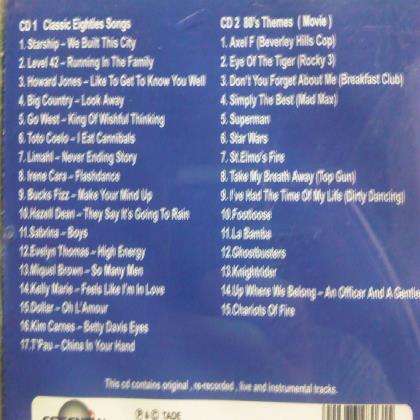 CD 1 Classic Eighties Songs
1. Starship – We Built This City
2. Level 42 – Running In The Family
3. Howard Jones – Like To Get To Know You Well
4. Big Country – Look Away
5. Go West – King Of Wishful Thinking
6. Toto Coelo – I Eat Cannibals
7. Limahl – Never Ending Story
8. Irene Cara – Flashdance
9. Bucks Fizz – Make Your Mind Up
10. Hazell Dean – They Say It's Going To Rain
11. Sabrina – Boys
12. Evelyn Thomas – High Energy
13. Miquel Brown – So Many Men
14. Kelly Marie – Feels Like I'm In Love
15. Dollar – Oh L'Amour
16. Kim Carnes – Betty Davis Eyes
17. T'Pau – China In Your Hand
CD 2 80's Themes ( Movie )
1. Axel F (Beverley Hills Cop)
2. Eye Of The Tiger (Rocky 3)
3. Don't You Forget About Me (Breakfast Club)
4. Simply The Best (Mad Max)
5. Superman
6. Star Wars
7. St.Elmo's Fire
8. Take My Breath Away (Top Gun)
9. I've Had The Time Of My Life (Dirty Dancing)
10. Footloose
11. La Bamba
12. Ghostbusters
13. Knightrider
14. Up Where We Belong – An Officer And A Gentle
15. Chariots Of Fire
This cd contains original , re-recorded , live and instrumental tracks.
℗ & © TADE